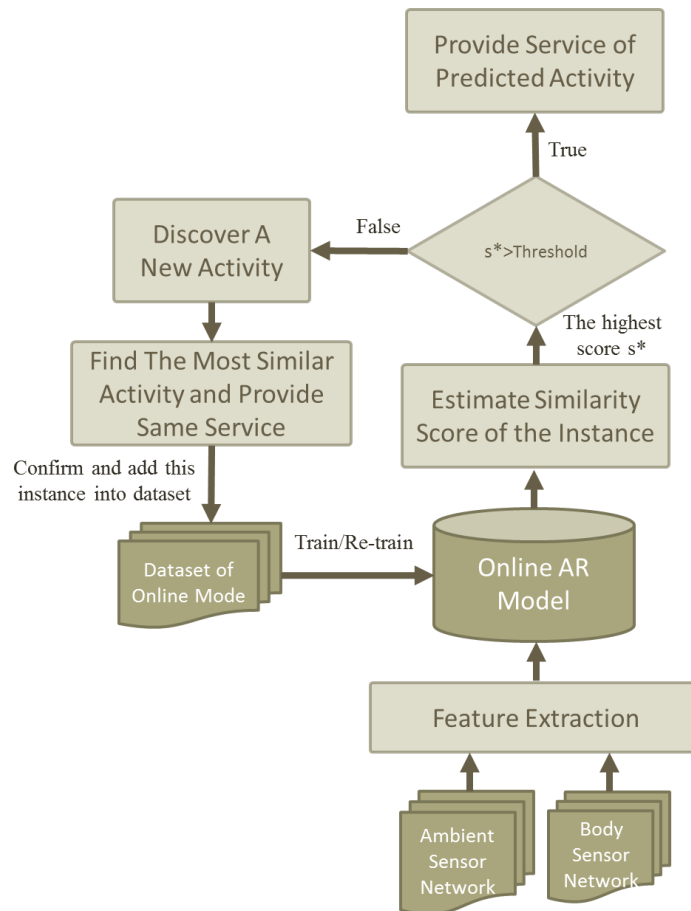 Provide Service of
Predicted Activity
True
False
s*>Threshold
Discover A
New Activity
The highest
score s*
Find The Most Similar
Activity and Provide
Same Service
Estimate Similarity
Score of the Instance
Confirm and add this
instance into dataset
Train/Re-train
Dataset of
Online Mode
Online AR
Model
Feature Extraction
Ambient
Sensor
Network
Body
Sensor
Network